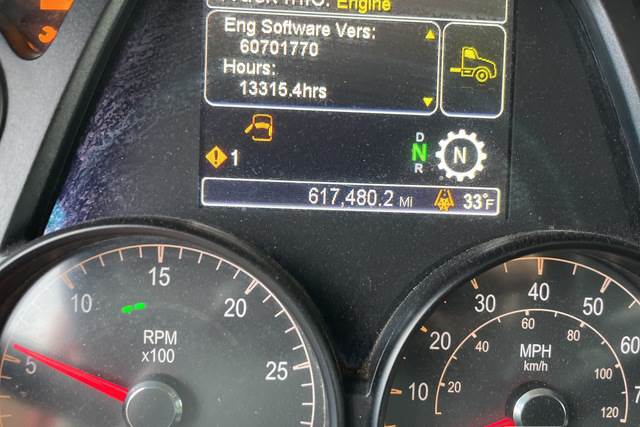 Truck Info: Engine
Eng Software Vers:
60701770
Hours:
13315.4hrs
D
N
R
N
1
617,480.2 MI
33°F
5
10
15
20
25
RPM
x100
10
20
30
40
50
60
20
40
60
80
100
120
MPH
km/h